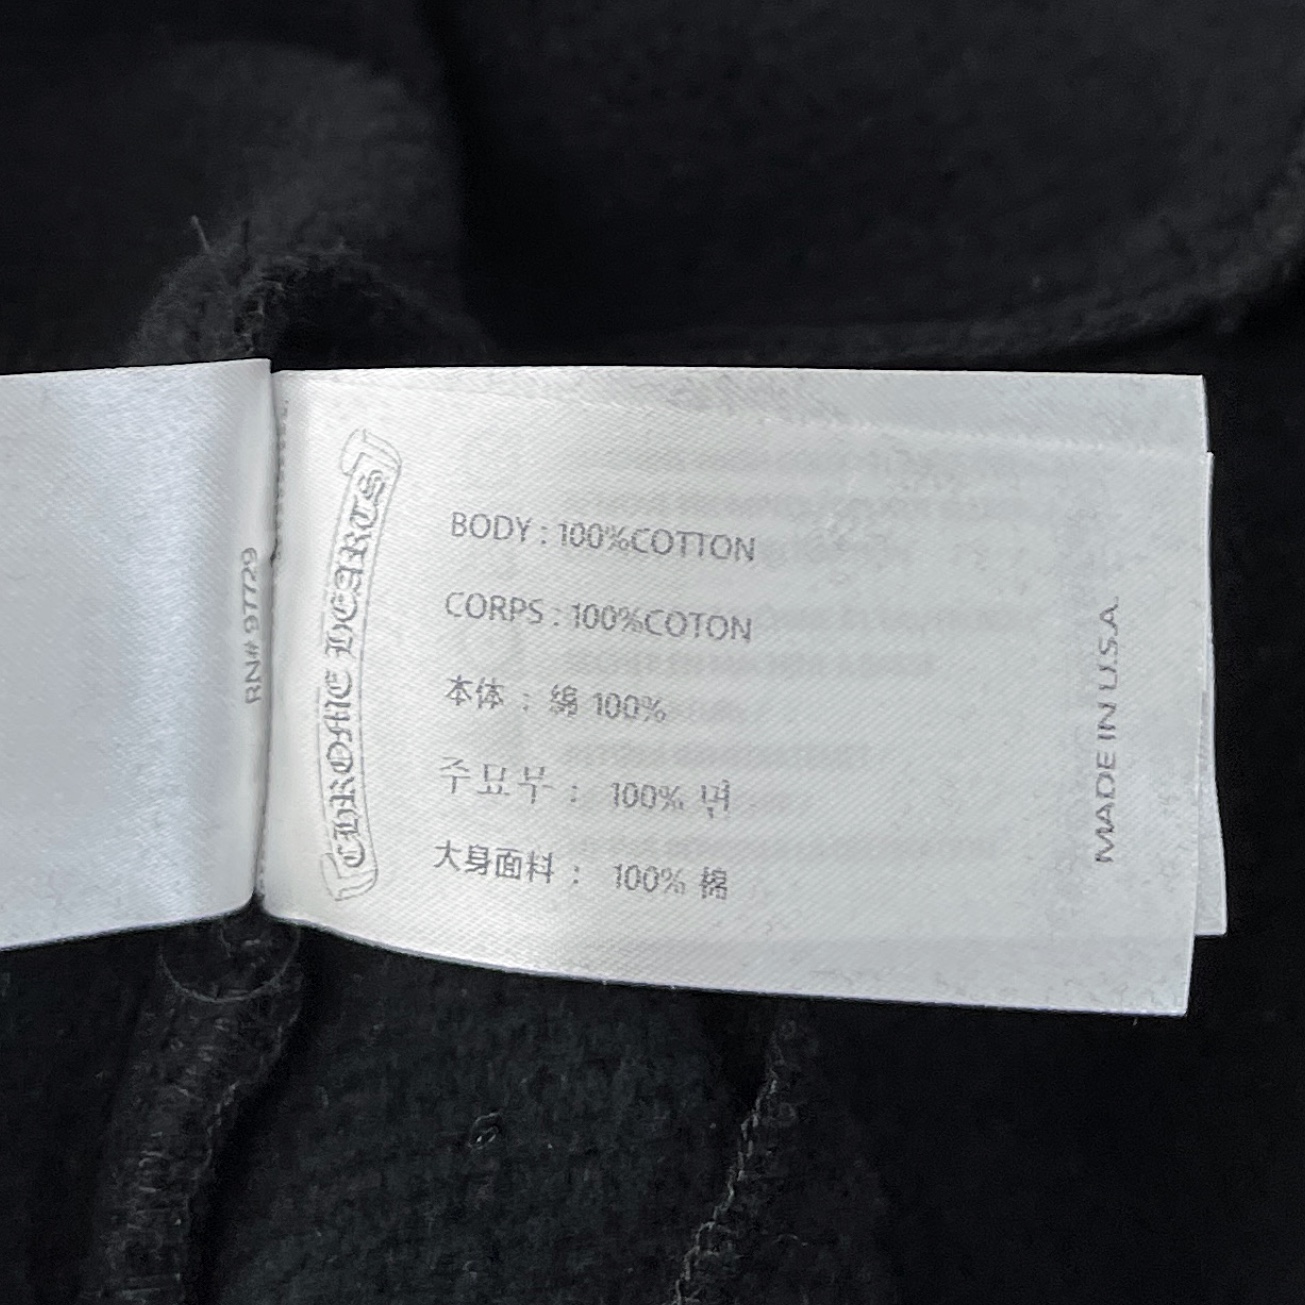 RN# 97729
CHROME HEARTS
BODY : 100%COTTON
CORPS : 100%COTON
本体 : 綿 100%
주요부 : 100% 면
大身面料 : 100% 棉
MADE IN U.S.A.